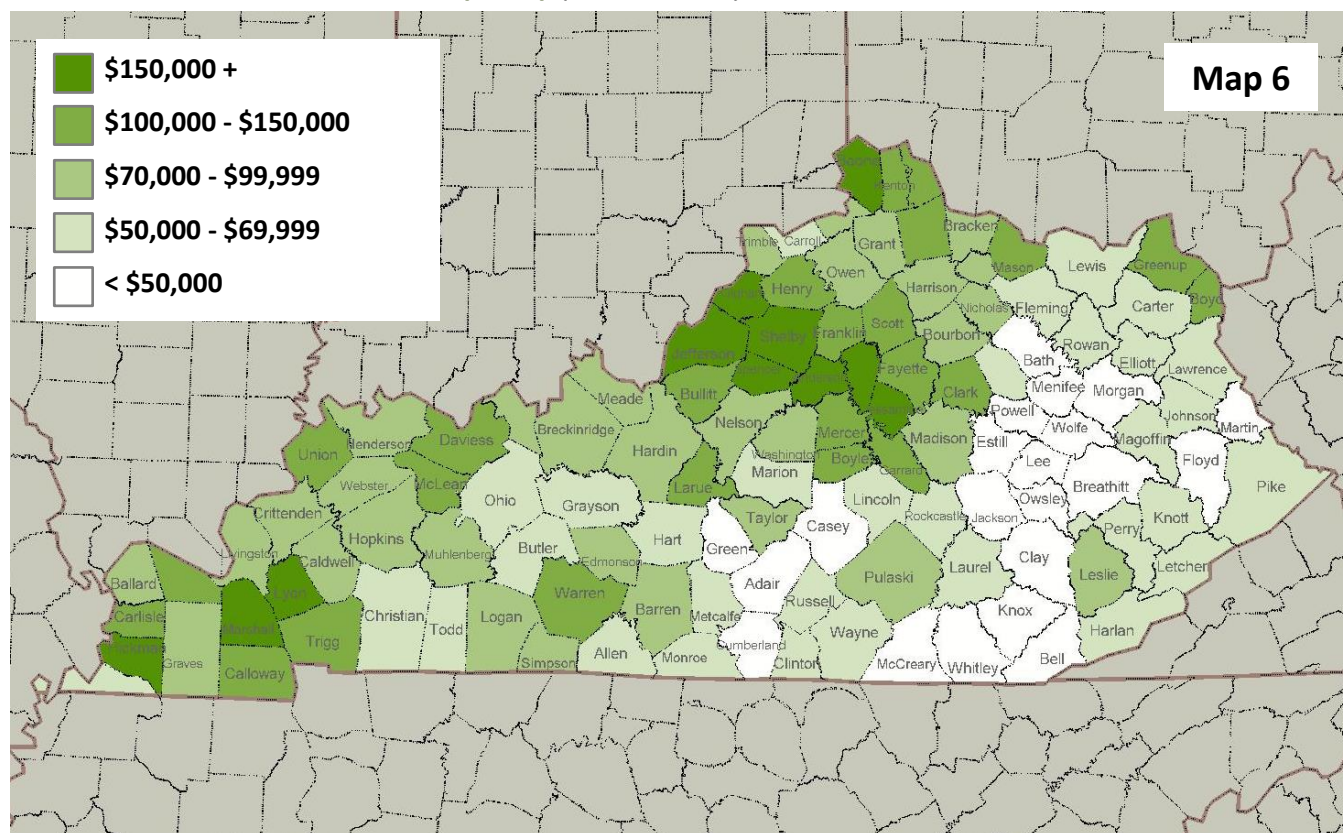 $150,000 +
$100,000 - $150,000
$70,000 - $99,999
$50,000 - $69,999
< $50,000
Map 6
Boone
Kenton
Trimble
Carroll
Grant
Bracken
Mason
Lewis
Greenup
Boyd
Owen
Henry
Harrison
Nicholas
Fleming
Carter
Shelby
Franklin
Scott
Bourbon
Rowan
Elliott
Bath
Lawrence
Jefferson
Spencer
Anderson
Fayette
Menifee
Morgan
Bullitt
Clark
Powell
Johnson
Martin
Meade
Nelson
Mercer
Jessamine
Madison
Estill
Wolfe
Magoffin
Floyd
Breckinridge
Hardin
Washington
Marion
Boyle
Garrard
Lee
Breathitt
Pike
Union
Henderson
Daviess
Webster
McLean
Ohio
Grayson
Larue
Lincoln
Rockcastle
Jackson
Owsley
Knott
Perry
Crittenden
Hopkins
Muhlenberg
Butler
Hart
Taylor
Casey
Green
Livingston
Caldwell
Edmonson
Adair
Pulaski
Laurel
Clay
Leslie
Letcher
Ballard
Lyon
Christian
Todd
Logan
Warren
Barren
Metcalfe
Russell
Knox
Harlan
Carlisle
Marshall
Trigg
Wayne
Hickman
Graves
Calloway
Simpson
Allen
Monroe
Cumberland
Clinton
McCreary
Whitley
Bell